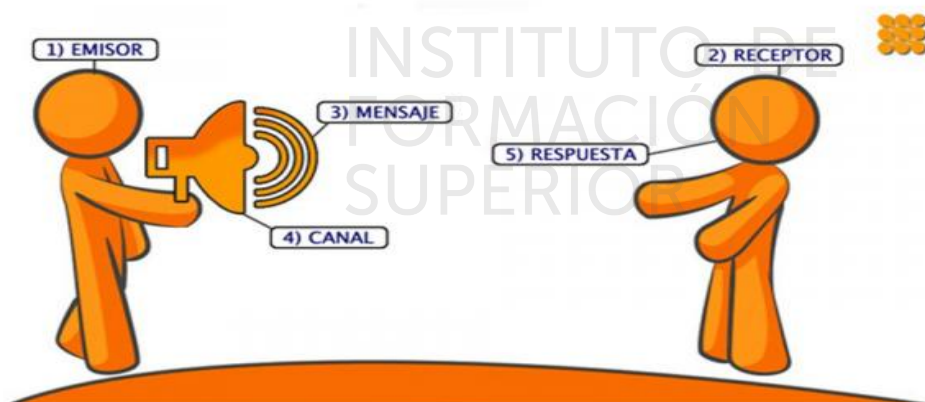 INSTITUTO DE
FORMACIÓN
SUPERIOR
1) EMISOR
2) RECEPTOR
3) MENSAJE
5) RESPUESTA
4) CANAL